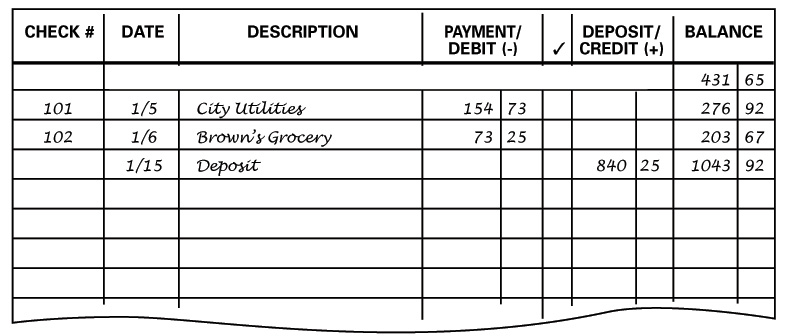 CHECK # DATE DESCRIPTION PAYMENT/ DEBIT (-) ✓ DEPOSIT/ CREDIT (+) BALANCE
431 65
101 1/5 City Utilities 154 73 276 92
102 1/6 Brown's Grocery 73 25 203 67
1/15 Deposit 840 25 1043 92